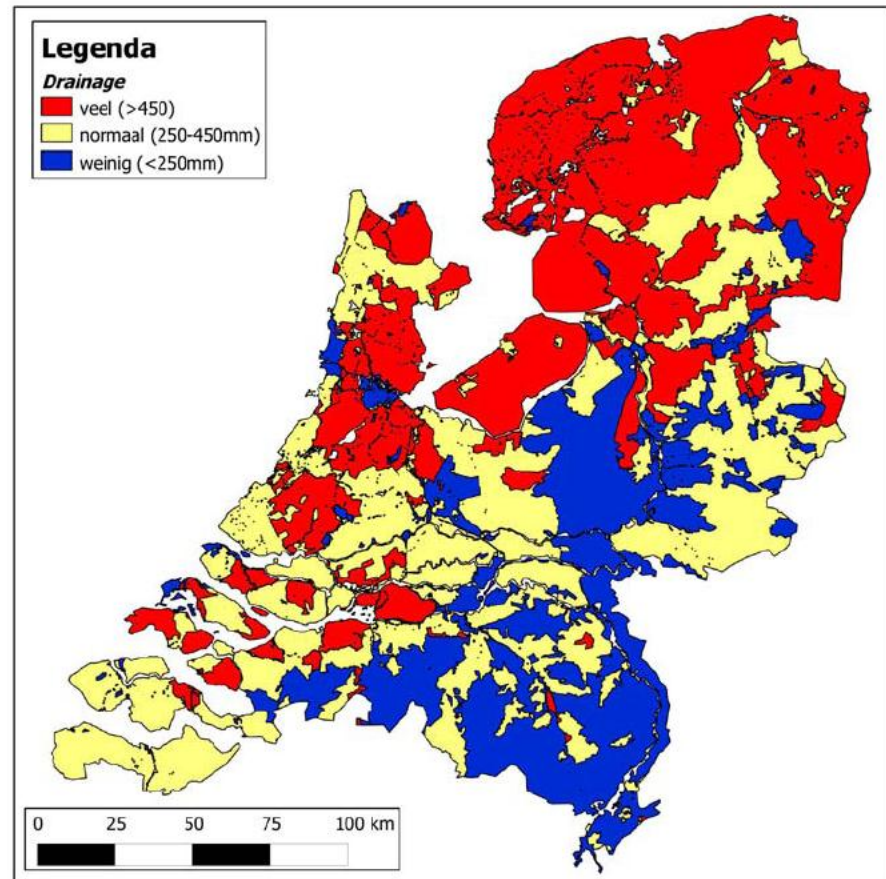 Legenda
Drainage
veel (>450)
normaal (250-450mm)
weinig (<250mm)
0 25 50 75 100 km